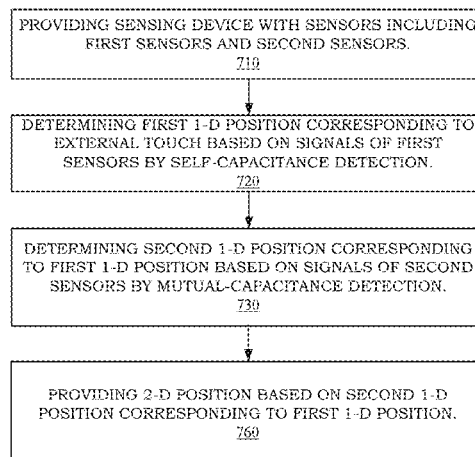 PROVIDING SENSING DEVICE WITH SENSORS INCLUDING
FIRST SENSORS AND SECOND SENSORS.
710
DETERMINING FIRST 1-D POSITION CORRESPONDING TO
EXTERNAL TOUCH BASED ON SIGNALS OF FIRST
SENSORS BY SELF-CAPACITANCE DETECTION.
720
DETERMINING SECOND 1-D POSITION CORRESPONDING
TO FIRST 1-D POSITION BASED ON SIGNALS OF SECOND
SENSORS BY MUTUAL-CAPACITANCE DETECTION.
730
PROVIDING 2-D POSITION BASED ON SECOND 1-D
POSITION CORRESPONDING TO FIRST 1-D POSITION.
760